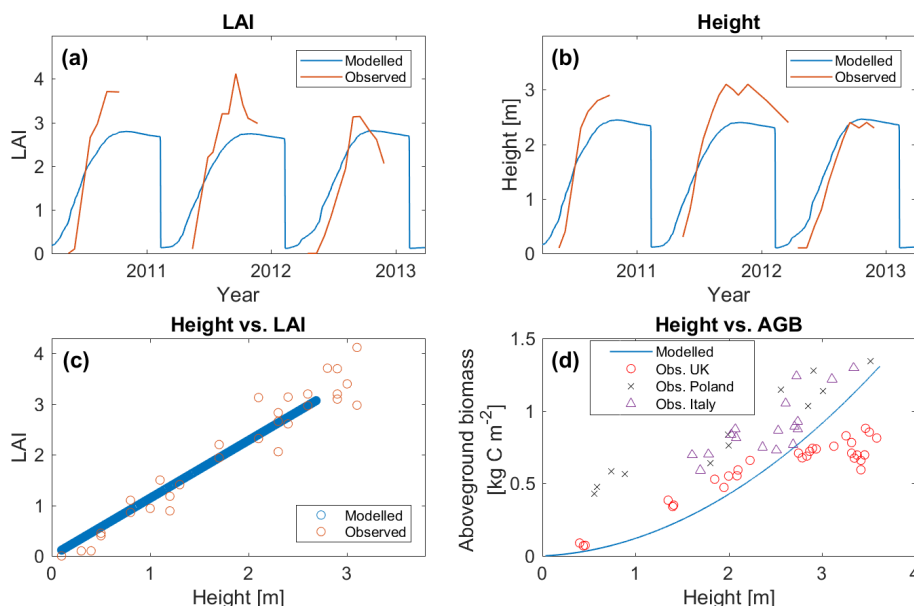 LAI
(a)
Modelled
Observed
4
3
2
1
0
LAI
2011
2012
2013
Year
Height
(b)
Modelled
Observed
3
2
1
0
Height [m]
2011
2012
2013
Year
Height vs. LAI
(c)
4
3
2
1
0
LAI
Modelled
Observed
0
1
2
3
Height [m]
Height vs. AGB
(d)
Modelled
Obs. UK
Obs. Poland
Obs. Italy
1.5
1
0.5
0
Aboveground biomass
[kg C m-2]
0
1
2
3
4
Height [m]